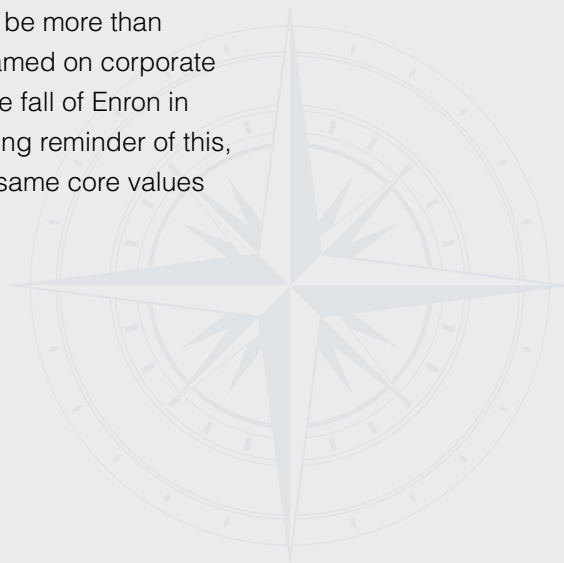 be more than
amed on corporate
e fall of Enron in
ng reminder of this,
same core values